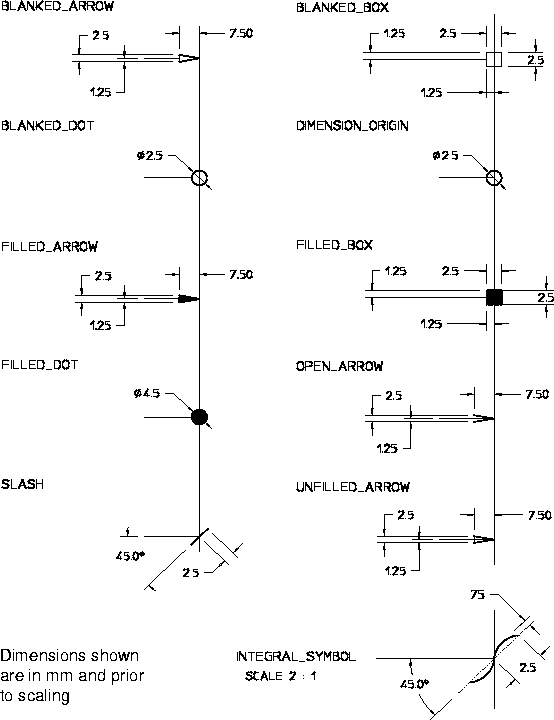 BLANKED_ARROW
2.5
7.50
1.25
BLANKED_BOX
1.25
2.5
2.5
1.25
BLANKED_DOT
ø2.5
DIMENSION_ORIGIN
ø2.5
FILLED_ARROW
2.5
7.50
1.25
FILLED_BOX
1.25
2.5
2.5
1.25
FILLED_DOT
ø4.5
OPEN_ARROW
7.50
2.5
1.25
SLASH
45.0°
2.5
UNFILLED_ARROW
2.5
7.50
1.25
Dimensions shown
are in mm and prior
to scaling
INTEGRAL_SYMBOL
SCALE 2 : 1
75
2.5
45.0°